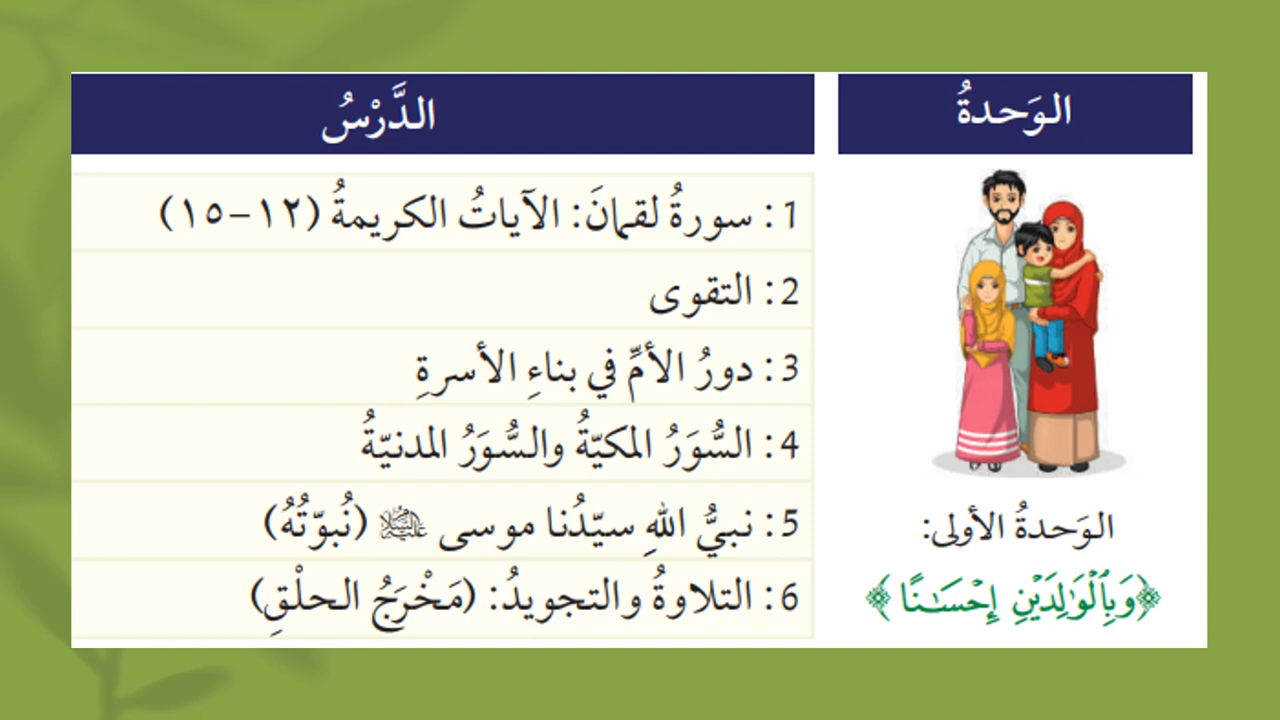 الوَحدةُ
الدَّرْسُ
الوَحدةُ الأولى:
﴿وَبِٱلْوَٰلِدَيْنِ إِحْسَـٰنًا﴾
1: سورةُ لقمانَ: الآياتُ الكريمةُ (١٢-١٥)
2: التقوى
3: دورُ الأمِّ في بناءِ الأسرةِ
4: السُّوَرُ المكيّةُ والسُّوَرُ المدنيّةُ
5: نبيُّ اللهِ سيّدُنا موسى عليه السلام (نُبوّتُهُ)
6: التلاوةُ والتجويدُ: (مَخْرَجُ الحلْقِ)